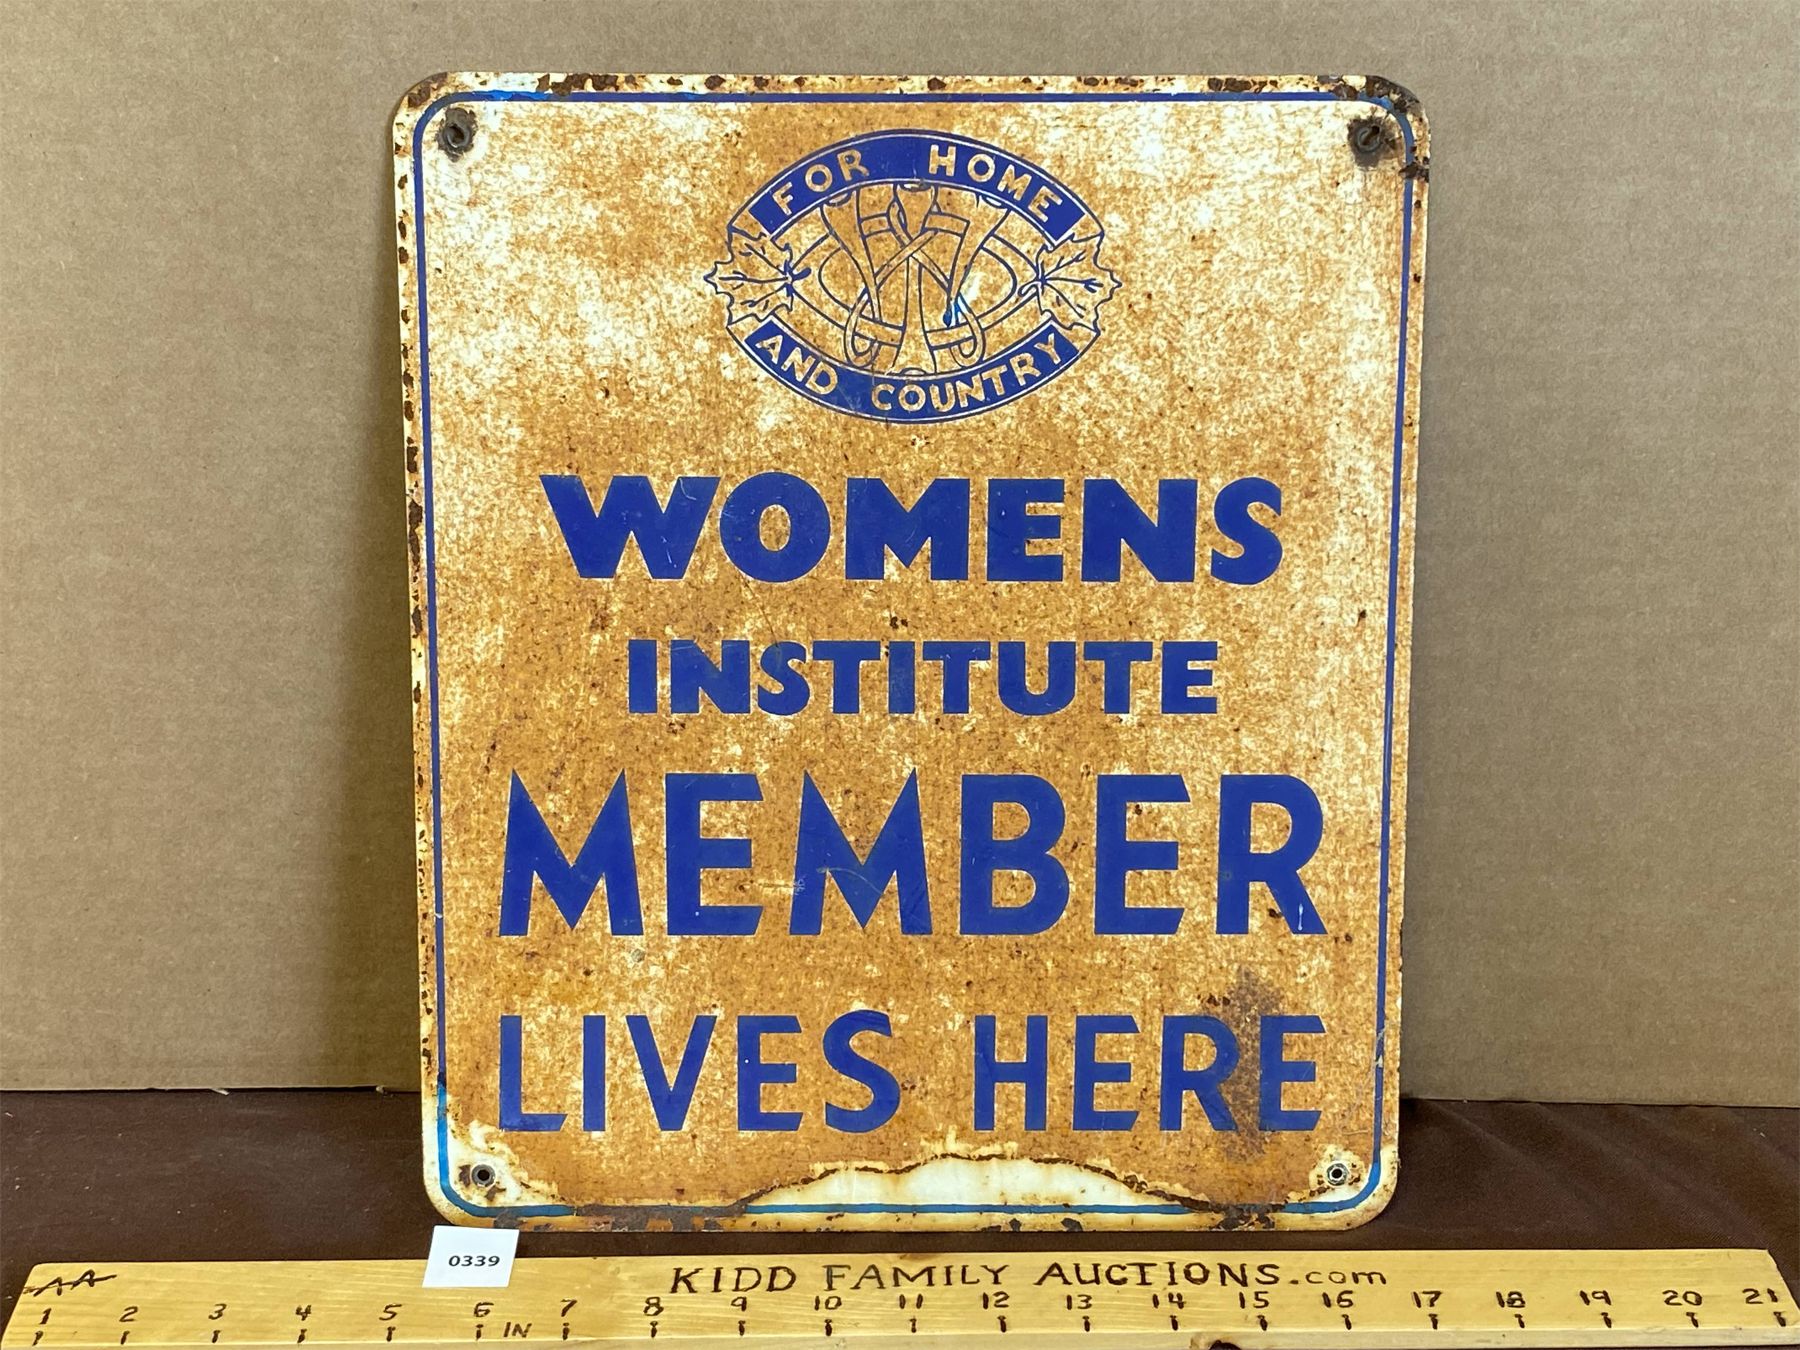 FOR HOME
AND COUNTRY
WOMENS
INSTITUTE
MEMBER
LIVES HERE
0339
AA KIDD FAMILY AUCTIONS.com
1 2 3 4 5 6 IN 7 8 9 10 11 12 13 14 15 16 17 18 19 20 21